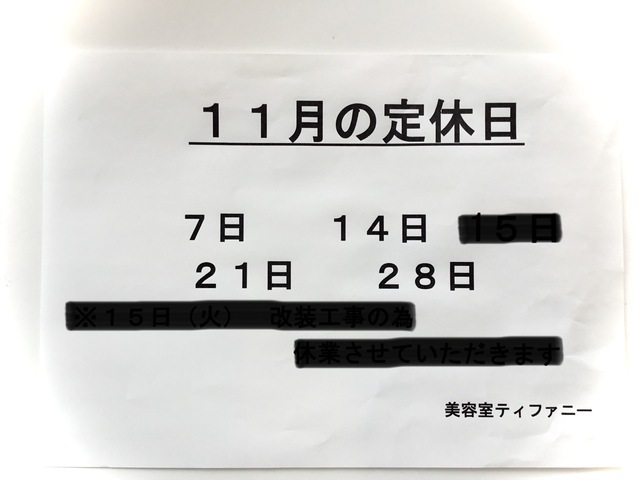 １１月の定休日
７日　１４日　１５日
２１日　２８日
※１５日（火）　改装工事の為
休業させていただきます
美容室ティファニー